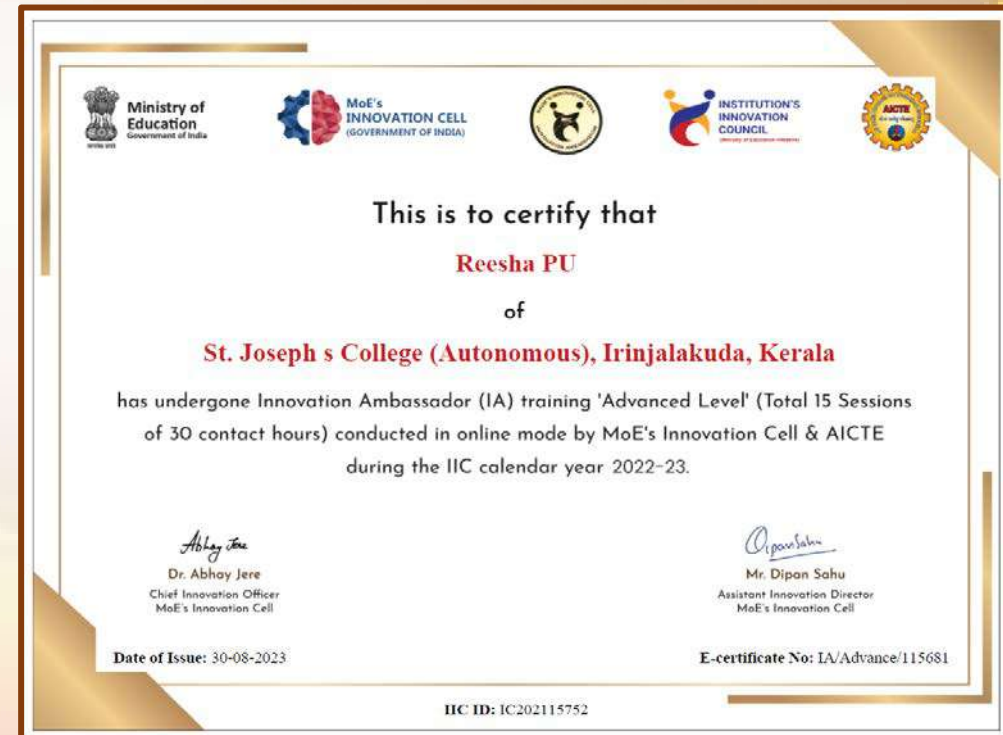 Ministry of
Education
Government of India
MoE's
INNOVATION CELL
(GOVERNMENT OF INDIA)
INSTITUTION'S
INNOVATION
COUNCIL
AICTE
This is to certify that
Reesha PU
of
St. Joseph s College (Autonomous), Irinjalakuda, Kerala
has undergone Innovation Ambassador (IA) training 'Advanced Level' (Total 15 Sessions
of 30 contact hours) conducted in online mode by MoE's Innovation Cell & AICTE
during the IIC calendar year 2022-23.
Abhay Jere
Dr. Abhay Jere
Chief Innovation Officer
MoE's Innovation Cell
DipanSahu
Mr. Dipan Sahu
Assistant Innovation Director
MoE's Innovation Cell
Date of Issue: 30-08-2023
E-certificate No: IA/Advance/115681
IIC ID: IC202115752